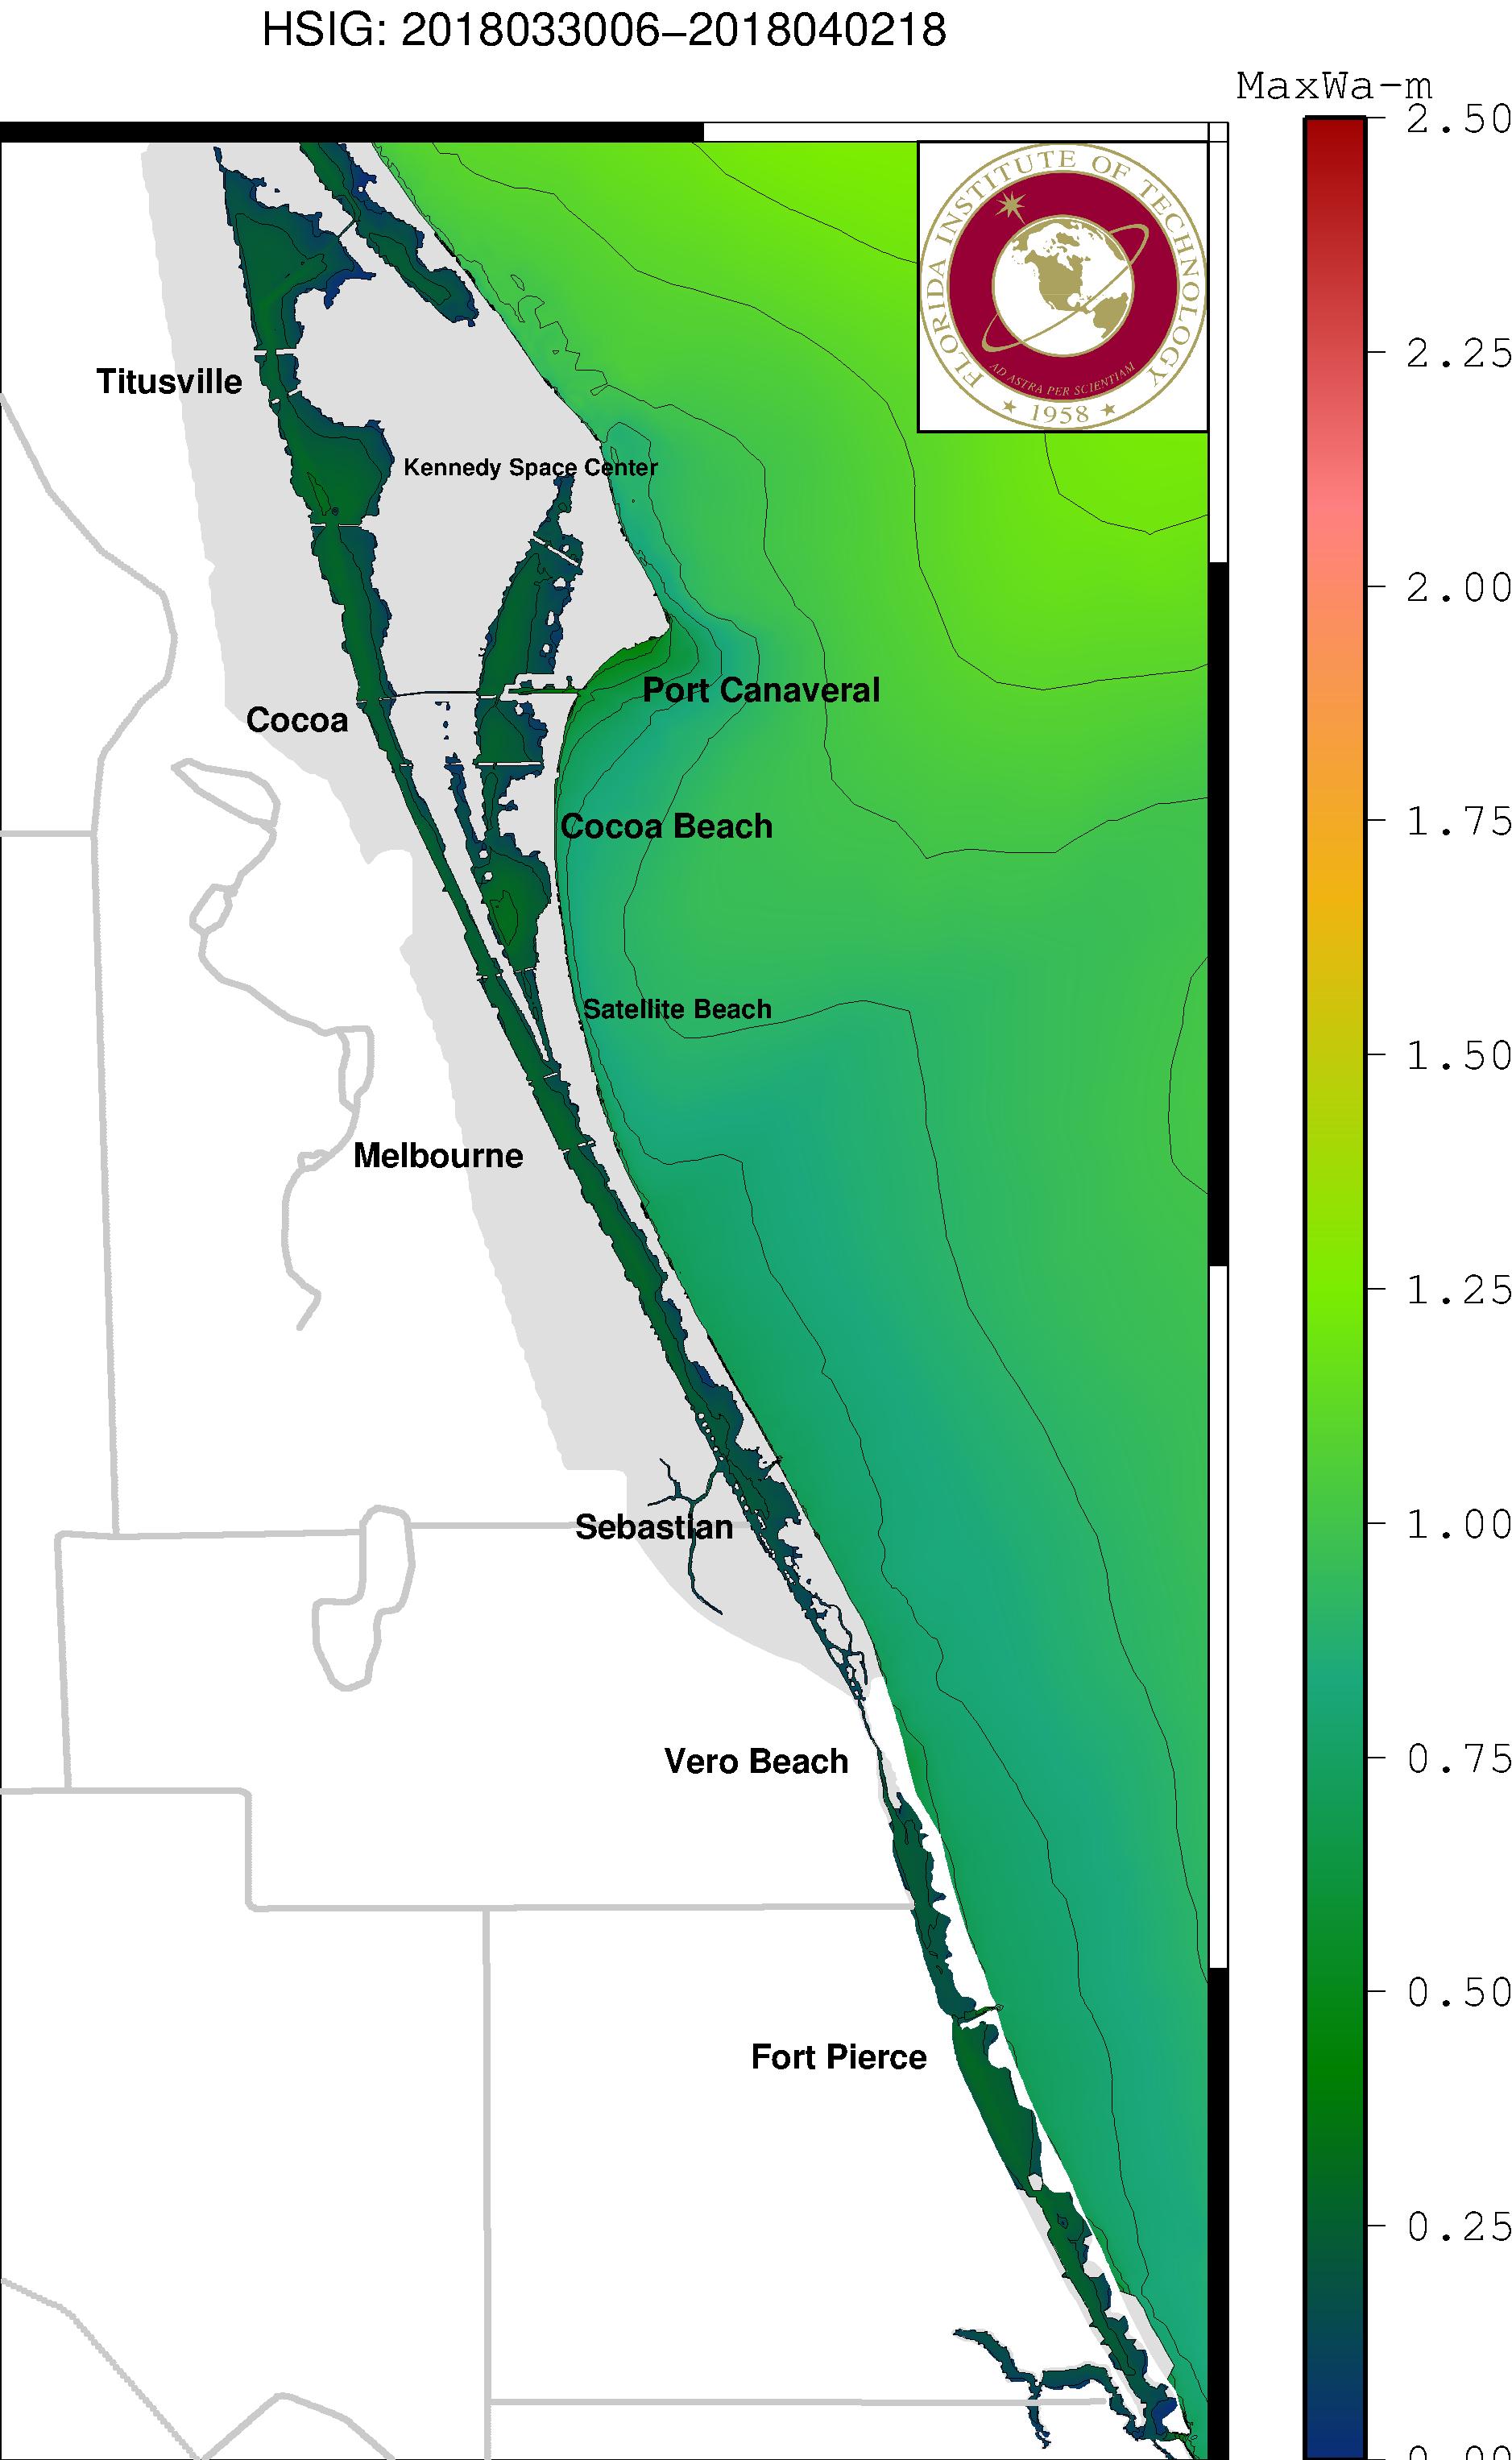 HSIG: 2018033006−2018040218
MaxWa-m
2.50
FLORIDA INSTITUTE OF TECHNOLOGY
AD ASTRA PER SCIENTIAM
1958
2.25
Titusville
Kennedy Space Center
2.00
Port Canaveral
Cocoa
1.75
Cocoa Beach
Satellite Beach
1.50
Melbourne
1.25
Sebastian
1.00
Vero Beach
0.75
0.50
Fort Pierce
0.25
0.00